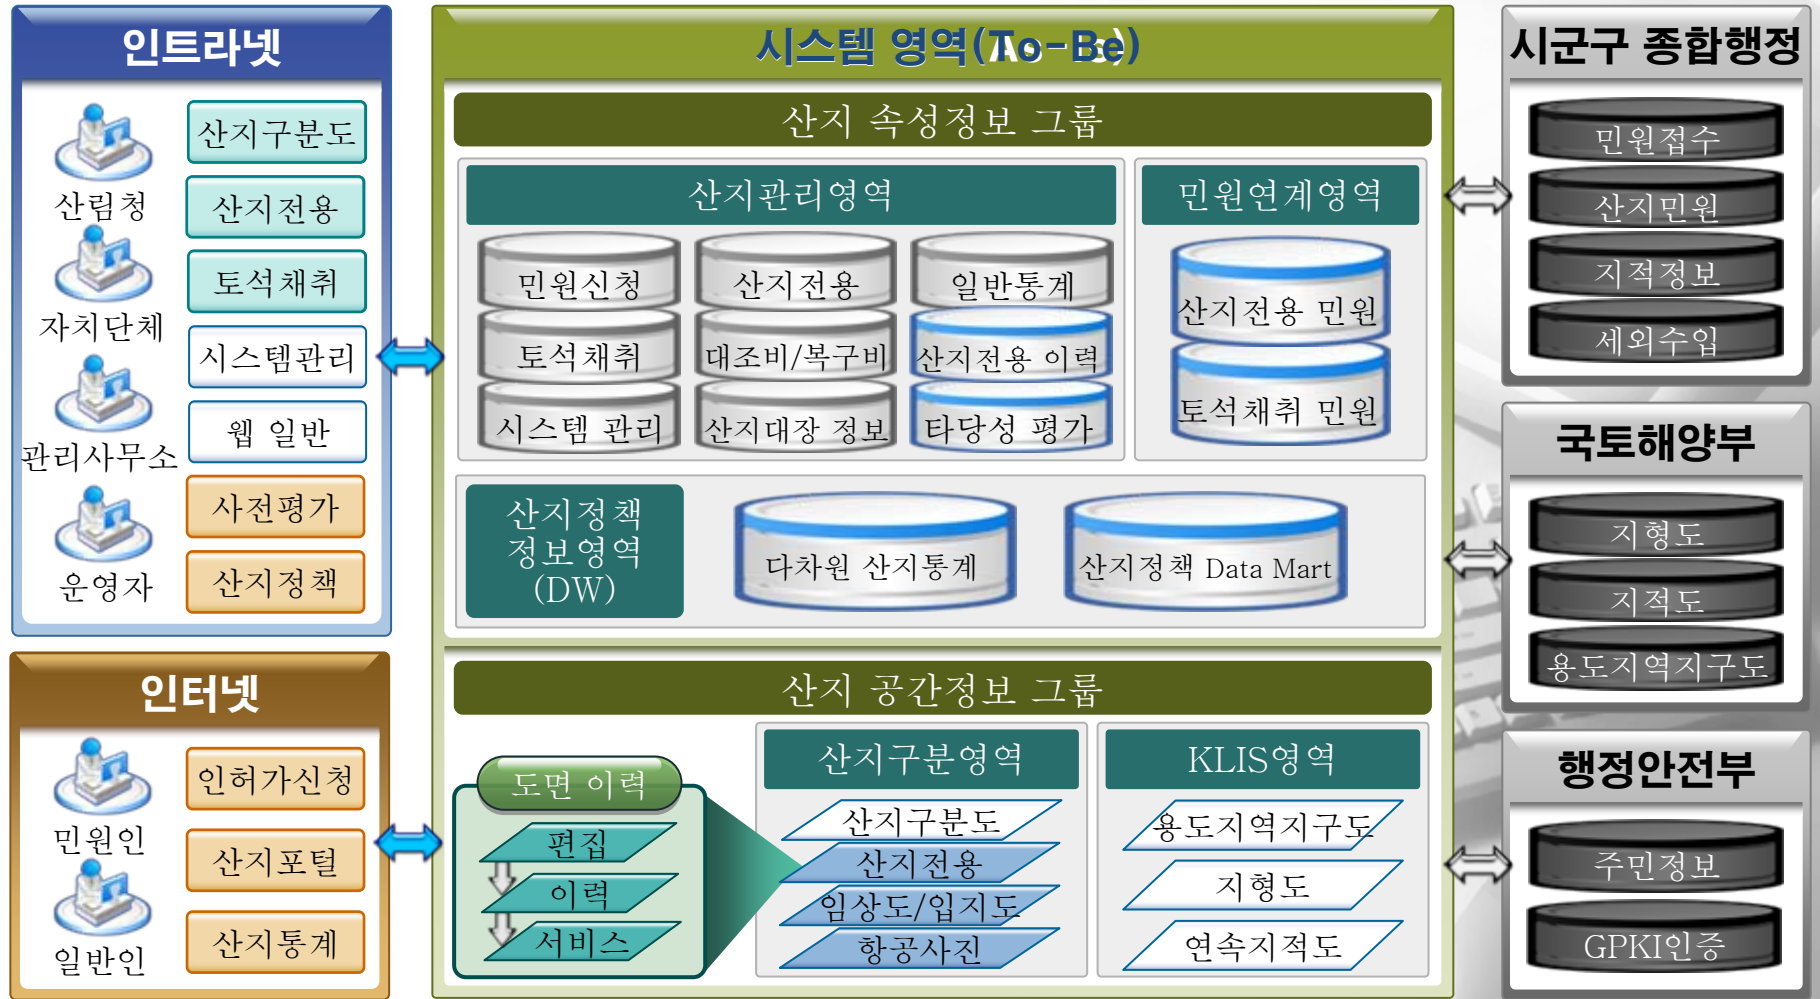 인트라넷
산림청
자치단체
관리사무소
운영자
산지구분도
산지전용
토석채취
시스템관리
웹 일반
사전평가
산지정책
인터넷
민원인
일반인
인허가신청
산지포털
산지통계
시스템 영역(To-Be)
산지 속성정보 그룹
산지관리영역
민원신청
산지전용
일반통계
토석채취
대조비/복구비
산지전용 이력
시스템 관리
산지대장 정보
타당성 평가
민원연계영역
산지전용 민원
토석채취 민원
산지정책
정보영역
(DW)
다차원 산지통계
산지정책 Data Mart
산지 공간정보 그룹
도면 이력
편집
이력
서비스
산지구분영역
산지구분도
산지전용
임상도/입지도
항공사진
KLIS영역
용도지역지구도
지형도
연속지적도
시군구 종합행정
민원접수
산지민원
지적정보
세외수입
국토해양부
지형도
지적도
용도지역지구도
행정안전부
주민정보
GPKI인증